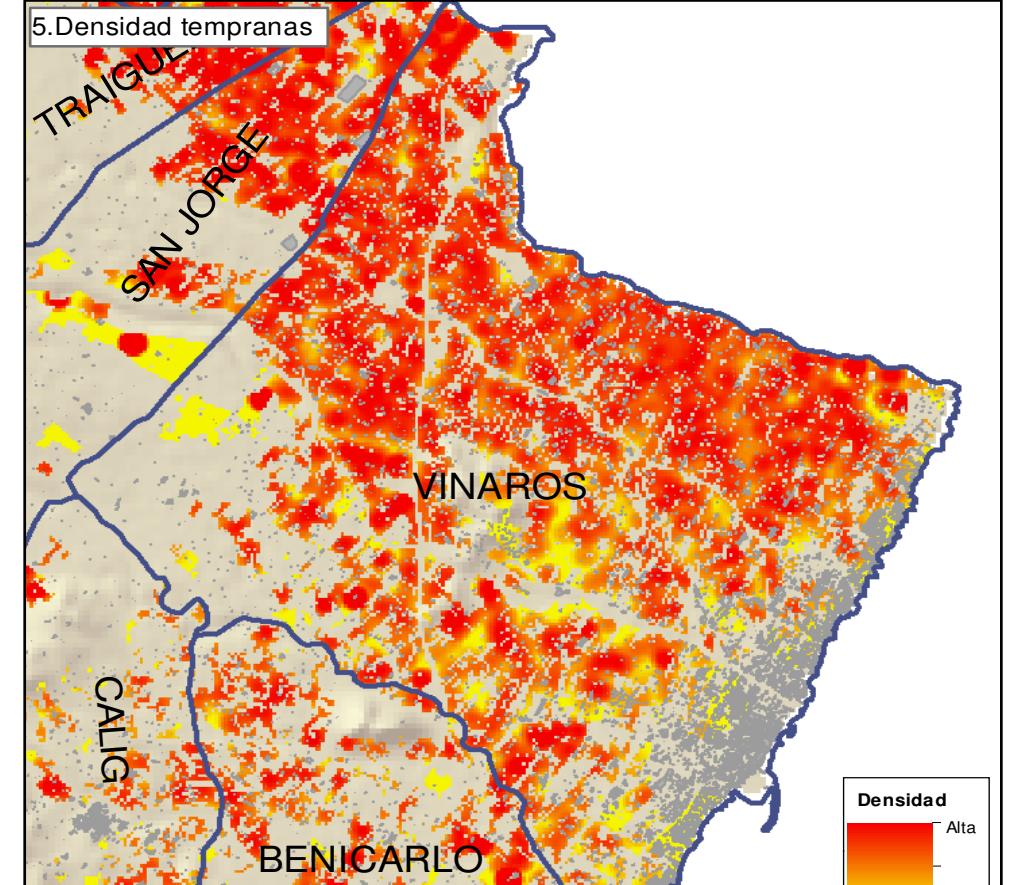 5.Densidad tempranas
TRAIGUE
SAN JORGE
VINAROS
CALIG
BENICARLO
Densidad
Alta